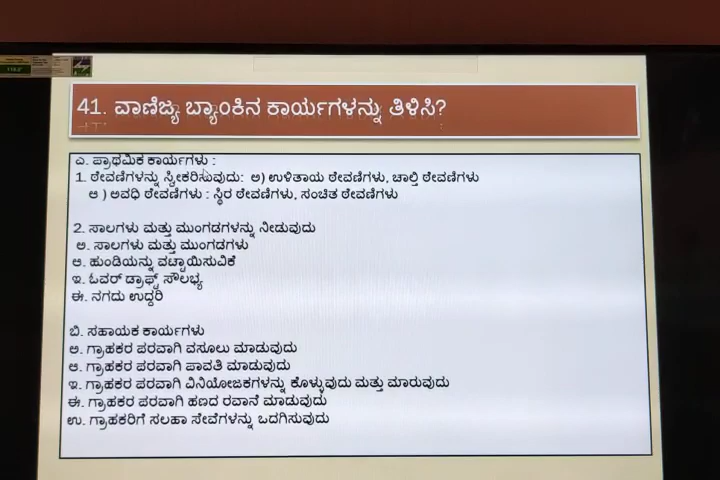 41. ವಾಣಿಜ್ಯ ಬ್ಯಾಂಕಿನ ಕಾರ್ಯಗಳನ್ನು ತಿಳಿಸಿ?
ಎ. ಪ್ರಾಥಮಿಕ ಕಾರ್ಯಗಳು :
1. ಠೇವಣಿಗಳನ್ನು ಸ್ವೀಕರಿಸುವುದು: ಅ) ಉಳಿತಾಯ ಠೇವಣಿಗಳು, ಚಾಲ್ತಿ ಠೇವಣಿಗಳು
ಆ ) ಅವಧಿ ಠೇವಣಿಗಳು : ಸ್ಥಿರ ಠೇವಣಿಗಳು, ಸಂಚಿತ ಠೇವಣಿಗಳು
2. ಸಾಲಗಳು ಮತ್ತು ಮುಂಗಡಗಳನ್ನು ನೀಡುವುದು
ಅ. ಸಾಲಗಳು ಮತ್ತು ಮುಂಗಡಗಳು
ಆ. ಹುಂಡಿಯನ್ನು ವಟ್ಟಾಯಿಸುವಿಕೆ
ಇ. ಓವರ್ ಡ್ರಾಫ್ಟ್ ಸೌಲಭ್ಯ
ಈ. ನಗದು ಉದ್ದರಿ
ಬಿ. ಸಹಾಯಕ ಕಾರ್ಯಗಳು
ಅ. ಗ್ರಾಹಕರ ಪರವಾಗಿ ವಸೂಲು ಮಾಡುವುದು
ಆ. ಗ್ರಾಹಕರ ಪರವಾಗಿ ಪಾವತಿ ಮಾಡುವುದು
ಇ. ಗ್ರಾಹಕರ ಪರವಾಗಿ ವಿನಿಯೋಜಕಗಳನ್ನು ಕೊಳ್ಳುವುದು ಮತ್ತು ಮಾರುವುದು
ಈ. ಗ್ರಾಹಕರ ಪರವಾಗಿ ಹಣದ ರವಾನೆ ಮಾಡುವುದು
ಉ. ಗ್ರಾಹಕರಿಗೆ ಸಲಹಾ ಸೇವೆಗಳನ್ನು ಒದಗಿಸುವುದು